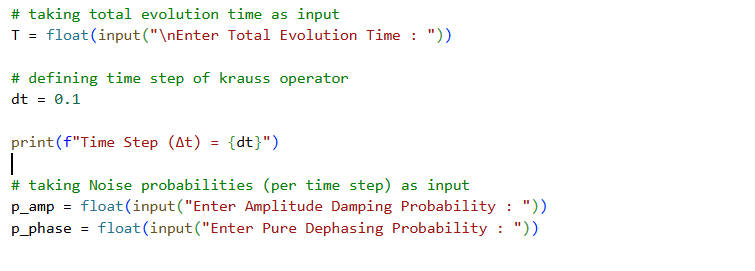 # taking total evolution time as input
T = float(input("\nEnter Total Evolution Time : "))
# defining time step of krauss operator
dt = 0.1
print(f"Time Step (Δt) = {dt}")
# taking Noise probabilities (per time step) as input
p_amp = float(input("Enter Amplitude Damping Probability : "))
p_phase = float(input("Enter Pure Dephasing Probability : "))